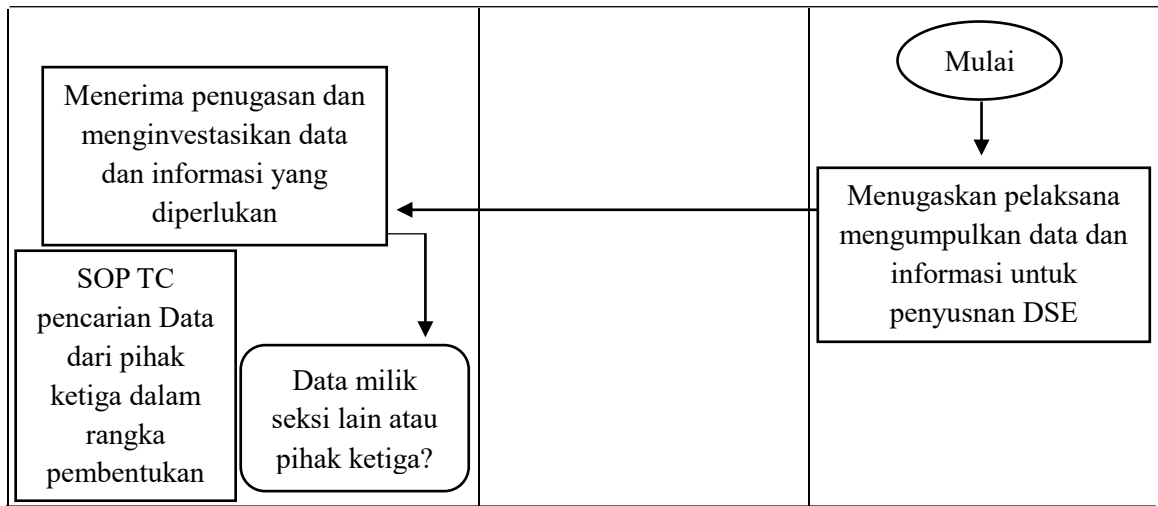 Mulai
Menugaskan pelaksana
mengumpulkan data dan
informasi untuk
penyusnan DSE
Menerima penugasan dan
menginvestasikan data
dan informasi yang
diperlukan
Data milik
seksi lain atau
pihak ketiga?
SOP TC
pencarian Data
dari pihak
ketiga dalam
rangka
pembentukan